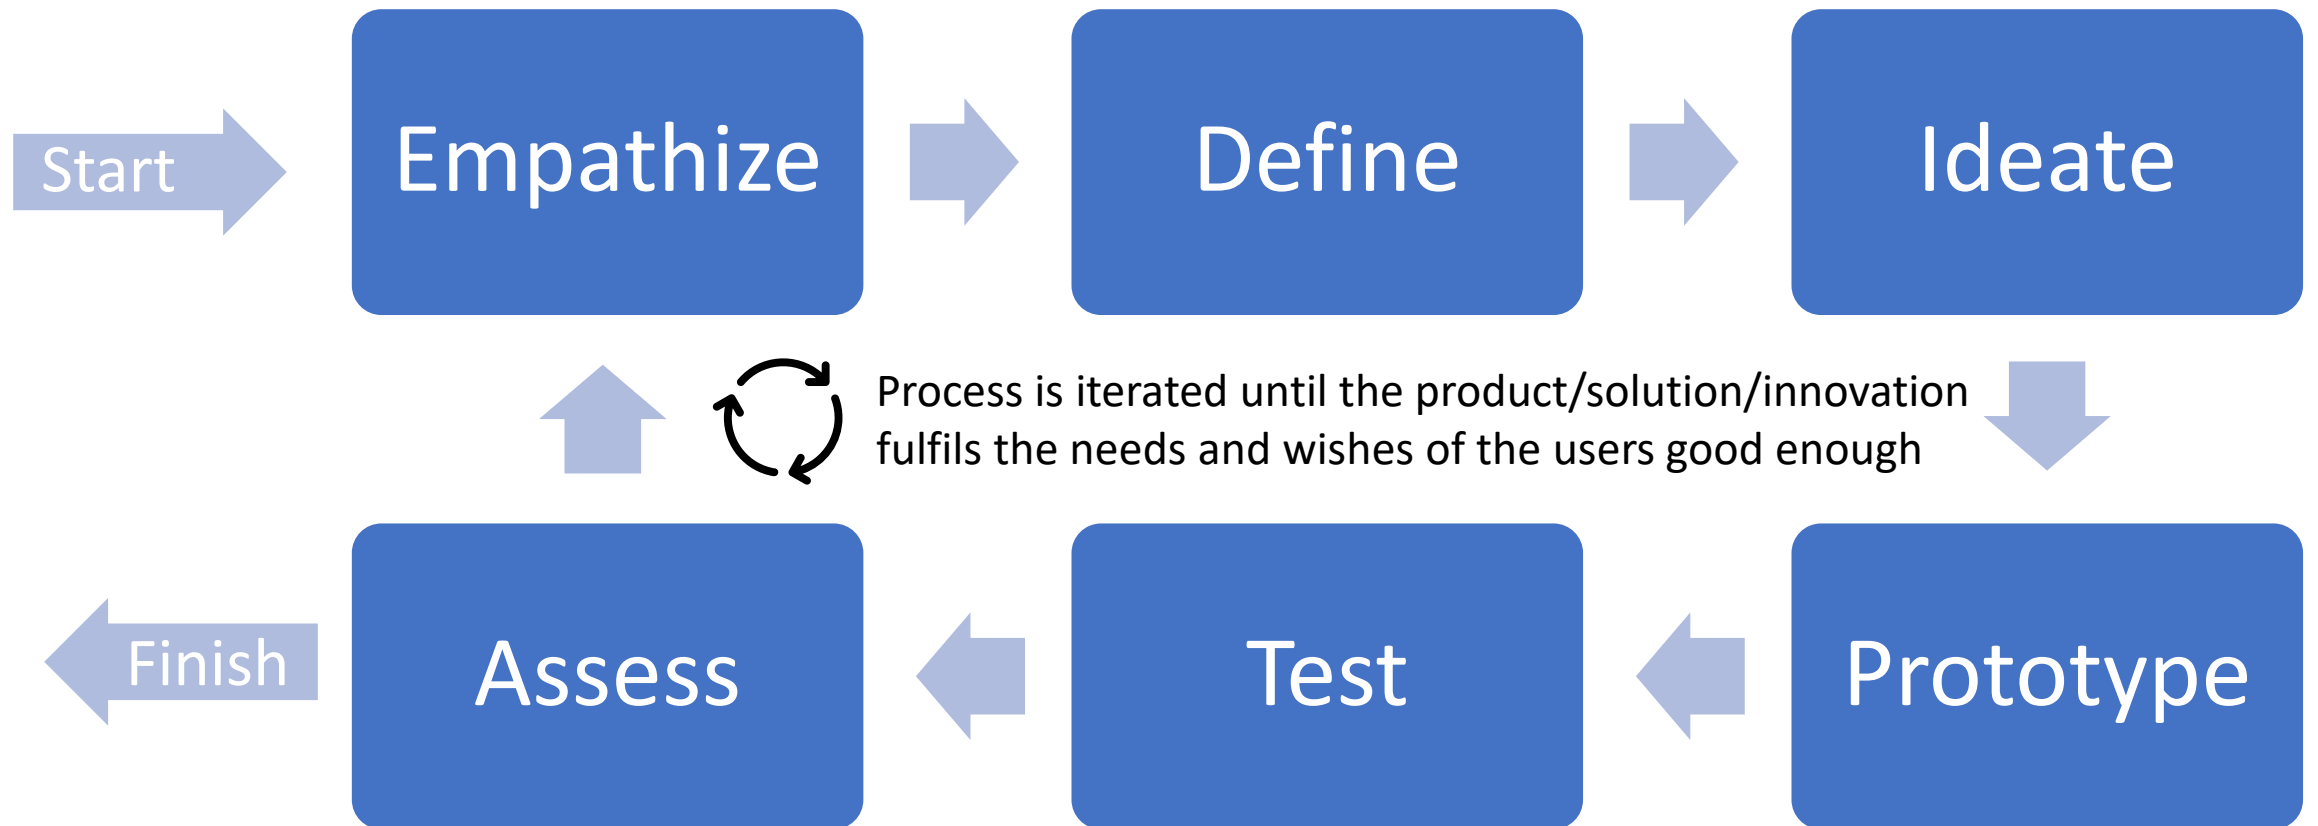 Start
Empathize
Define
Ideate
Process is iterated until the product/solution/innovation
fulfils the needs and wishes of the users good enough
Finish
Assess
Test
Prototype